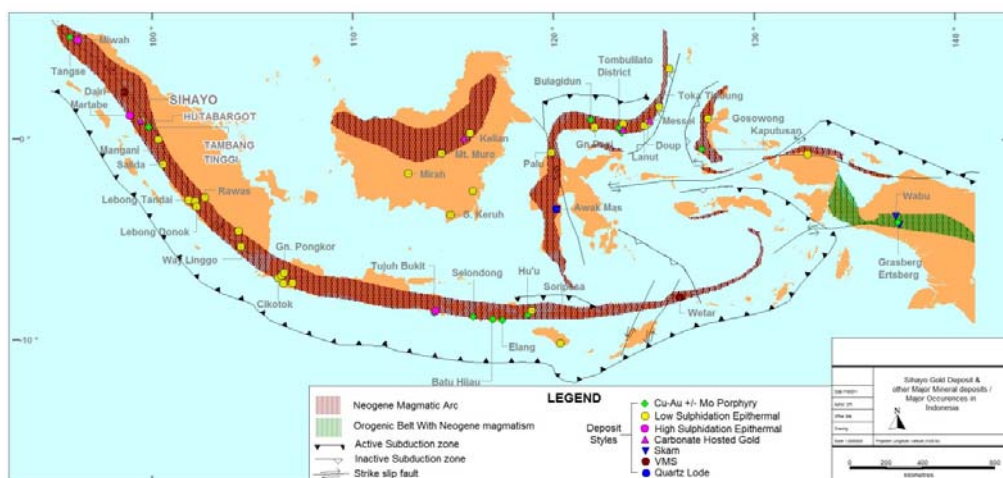 100 °
110 °
120 °
130 °
140 °
Miwah
Tangse
Dairi
Martabe
SIHAYO
HUTABARGOT
TAMBANG
TINGGI
0°
Mangani
Rawas
Lebong Tandai
Lebong Donok
Way Linggo
Gn. Pongkor
Cikotok
Tujuh Bukit
Selondong
Hu'u
Soripesa
Elang
Batu Hijau
Wetar
-10 °
Kelian
Mt. Muro
Mirah
S. Keruh
Palu
Awak Mas
Bulagidun
Tombulilato
District
Toka Tindung
Messel
Doup
Lanut
Gn. Pani
Gosowong
Kaputusan
Wabu
Grasberg
Ertsberg
LEGEND
Neogene Magmatic Arc
Orogenic Belt With Neogene magmatism
Active Subduction zone
Inactive Subduction zone
Strike slip fault
Deposit
Styles
Cu-Au +/- Mo Porphyry
Low Sulphidation Epithermal
High Sulphidation Epithermal
Carbonate Hosted Gold
Skarn
VMS
Quartz Lode
Sihayo Gold Deposit &
other Major Mineral deposits /
Major Occurences in
Indonesia
N
0 200 400 600 800
kilometres